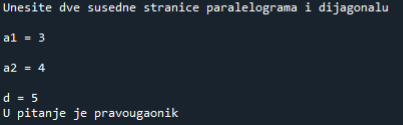 Unesite dve susedne stranice paralelograma i dijagonalu
a1 = 3
a2 = 4
d = 5
U pitanje je pravougaonik